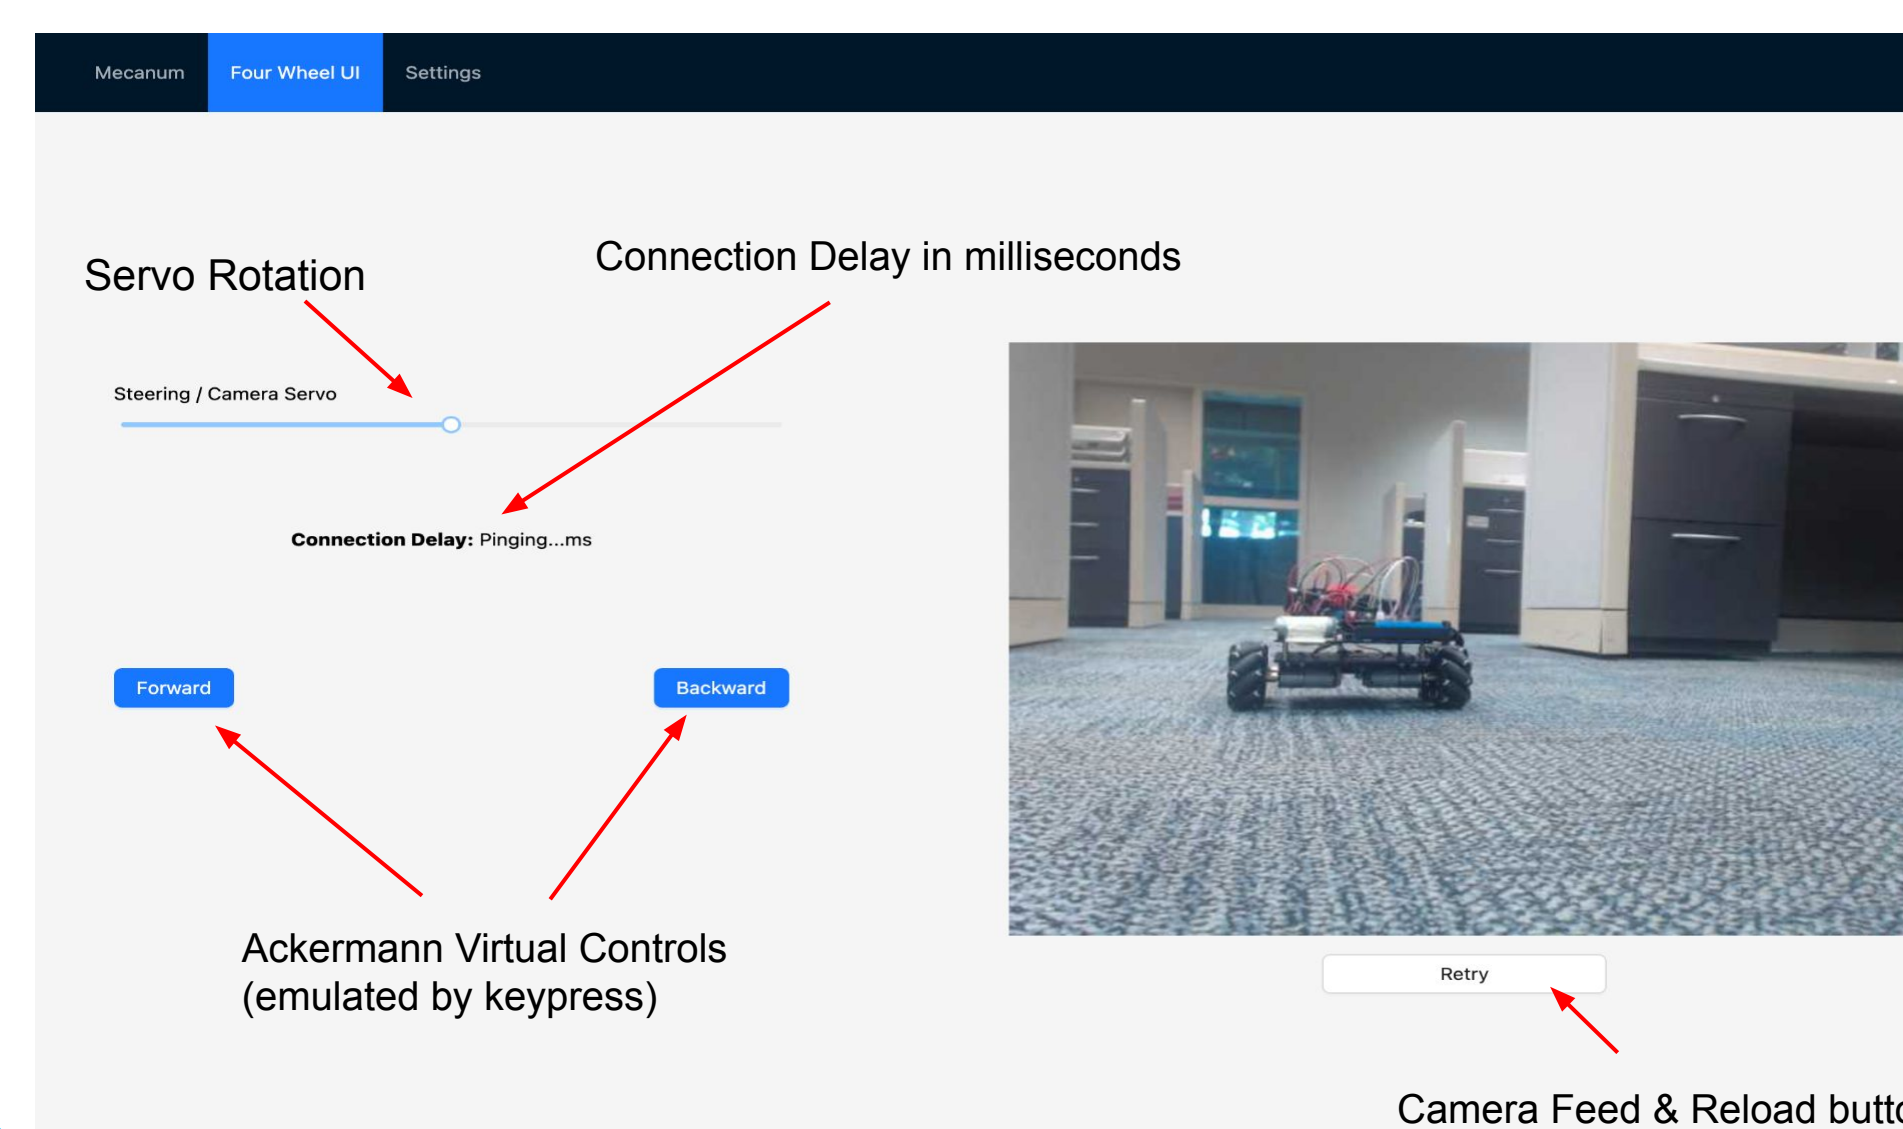 Mecanum Four Wheel UI Settings
Servo Rotation
Connection Delay in milliseconds
Steering / Camera Servo
Connection Delay: Pinging...ms
Forward
Backward
Ackermann Virtual Controls
(emulated by keypress)
Retry
Camera Feed & Reload